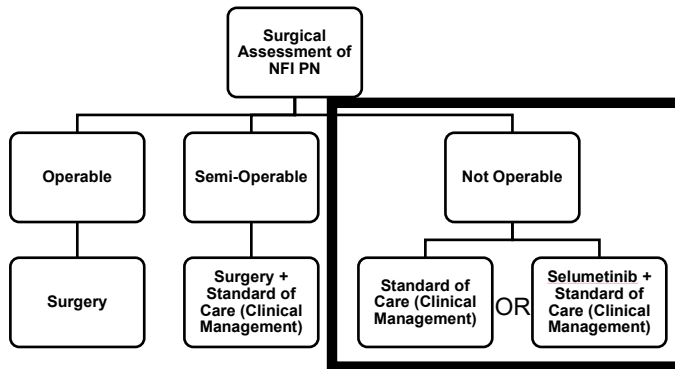 Surgical
Assessment of
NFI PN
Operable
Semi-Operable
Not Operable
Surgery
Surgery +
Standard of
Care (Clinical
Management)
Standard of
Care (Clinical
Management)
OR
Selumetinib +
Standard of
Care (Clinical
Management)